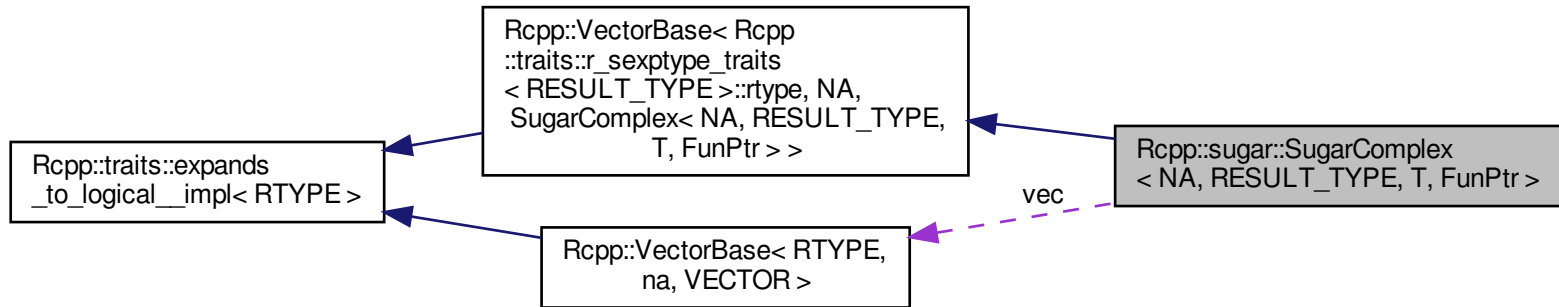 Rcpp::VectorBase< Rcpp
::traits::r_sexptype_traits
< RESULT_TYPE >::rtype, NA,
SugarComplex< NA, RESULT_TYPE,
T, FunPtr > >
Rcpp::traits::expands
_to_logical__impl< RTYPE >
Rcpp::sugar::SugarComplex
< NA, RESULT_TYPE, T, FunPtr >
vec
Rcpp::VectorBase< RTYPE,
na, VECTOR >